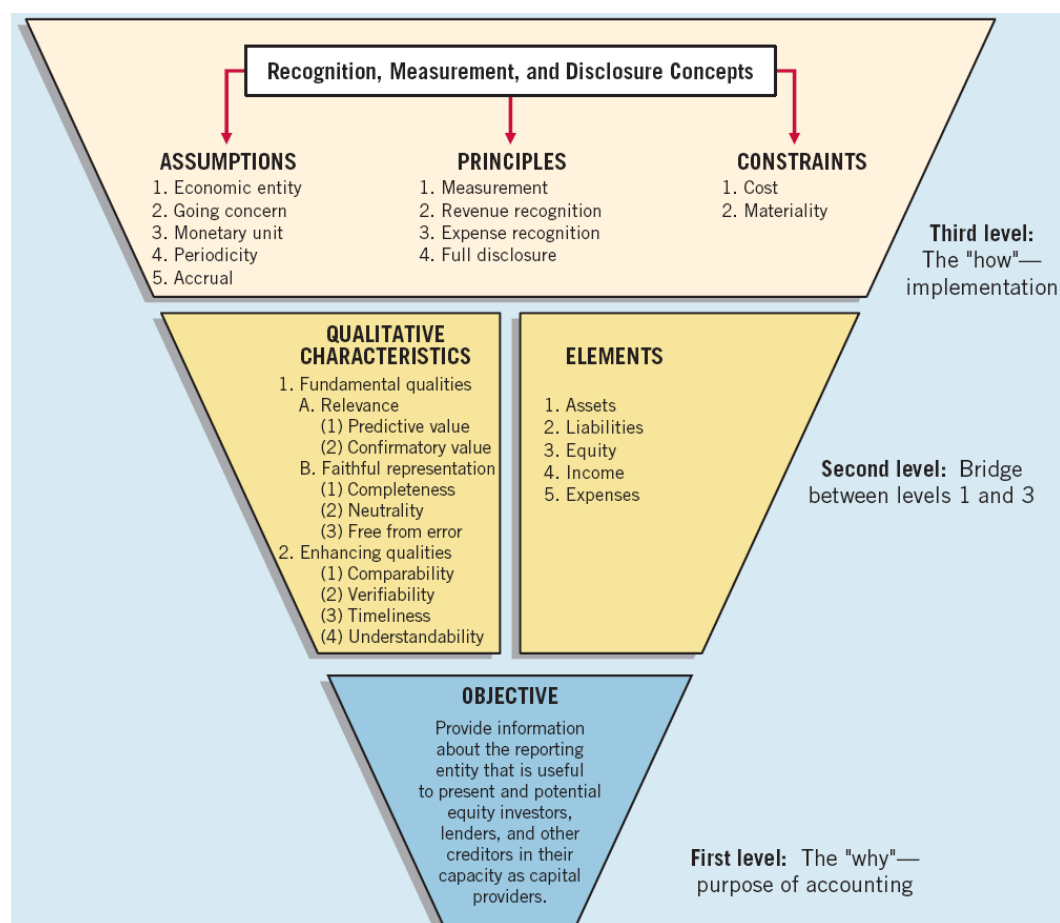 Recognition, Measurement, and Disclosure Concepts
ASSUMPTIONS
1. Economic entity
2. Going concern
3. Monetary unit
4. Periodicity
5. Accrual
PRINCIPLES
1. Measurement
2. Revenue recognition
3. Expense recognition
4. Full disclosure
CONSTRAINTS
1. Cost
2. Materiality
Third level:
The "how"—
implementation
QUALITATIVE
CHARACTERISTICS
1. Fundamental qualities
A. Relevance
(1) Predictive value
(2) Confirmatory value
B. Faithful representation
(1) Completeness
(2) Neutrality
(3) Free from error
2. Enhancing qualities
(1) Comparability
(2) Verifiability
(3) Timeliness
(4) Understandability
ELEMENTS
1. Assets
2. Liabilities
3. Equity
4. Income
5. Expenses
Second level: Bridge
between levels 1 and 3
OBJECTIVE
Provide information
about the reporting
entity that is useful
to present and potential
equity investors,
lenders, and other
creditors in their
capacity as capital
providers.
First level: The "why"—
purpose of accounting